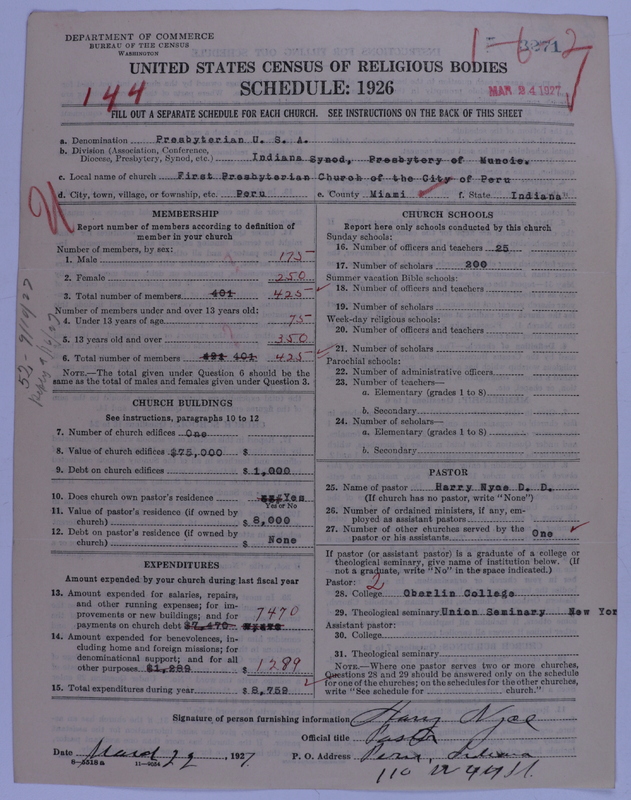 DEPARTMENT OF COMMERCE
BUREAU OF THE CENSUS
WASHINGTON
1-6 2
3271
UNITED STATES CENSUS OF RELIGIOUS BODIES
SCHEDULE: 1926
144
MAR 24 1927
FILL OUT A SEPARATE SCHEDULE FOR EACH CHURCH. SEE INSTRUCTIONS ON THE BACK OF THIS SHEET
a. Denomination Presbyterian U. S. A.
b. Division (Association, Conference, Diocese, Presbytery, Synod, etc.) Indiana Synod, Presbytery of Muncie.
c. Local name of church First Presbyterian Church of the City of Peru
d. City, town, village, or township, etc. Peru e. County Miami f. State Indiana
MEMBERSHIP
Report number of members according to definition of
member in your church
Number of members, by sex:
1. Male 175
2. Female 250
3. Total number of members 401 425
Number of members under and over 13 years old:
4. Under 13 years of age 75
5. 13 years old and over 350
6. Total number of members 401 425
NOTE.—The total given under Question 6 should be the
same as the total of males and females given under Question 3.
CHURCH BUILDINGS
See instructions, paragraphs 10 to 12
7. Number of church edifices One
8. Value of church edifices $75,000 $
9. Debt on church edifices $ 1,000
10. Does church own pastor's residence Yes
Yes or No
11. Value of pastor's residence (if owned by
church) $ 8,000
12. Debt on pastor's residence (if owned by
church) $ None
EXPENDITURES
Amount expended by your church during last fiscal year
13. Amount expended for salaries, repairs,
and other running expenses; for im-
provements or new buildings; and for
payments on church debt $7,470 7470
14. Amount expended for benevolences, in-
cluding home and foreign missions; for
denominational support; and for all
other purposes $1,289 $ 1289
15. Total expenditures during year $ 8,759
CHURCH SCHOOLS
Report here only schools conducted by this church
Sunday schools:
16. Number of officers and teachers 25
17. Number of scholars 200
Summer vacation Bible schools:
18. Number of officers and teachers
19. Number of scholars
Week-day religious schools:
20. Number of officers and teachers
21. Number of scholars
Parochial schools:
22. Number of administrative officers
23. Number of teachers—
a. Elementary (grades 1 to 8)
b. Secondary
24. Number of scholars—
a. Elementary (grades 1 to 8)
b. Secondary
PASTOR
25. Name of pastor Harry Nyce D. D.
(If church has no pastor, write "None")
26. Number of ordained ministers, if any, em-
ployed as assistant pastors
27. Number of other churches served by the
pastor or his assistants One
If pastor (or assistant pastor) is a graduate of a college or
theological seminary, give name of institution below. (If
not a graduate, write "No" in the space indicated.)
Pastor: 2
28. College Oberlin College
29. Theological seminary Union Seminary New Yor
Assistant pastor:
30. College
31. Theological seminary
NOTE.—Where one pastor serves two or more churches,
Questions 28 and 29 should be answered only on the schedule
for one of the churches; on the schedules for the other churches,
write "See schedule for church."
Signature of person furnishing information Harry Nyce
Official title Pastor
Date March 22, 1927.
P. O. Address Peru, Indiana
110 W 4th St.
8-5518a 11-9654